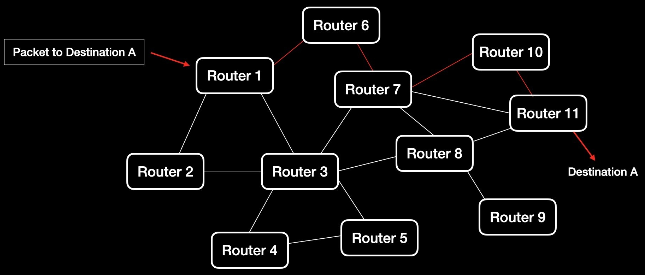 Router 6
Packet to Destination A
Router 10
Router 1
Router 7
Router 11
Router 8
Router 2
Router 3
Destination A
Router 9
Router 5
Router 4